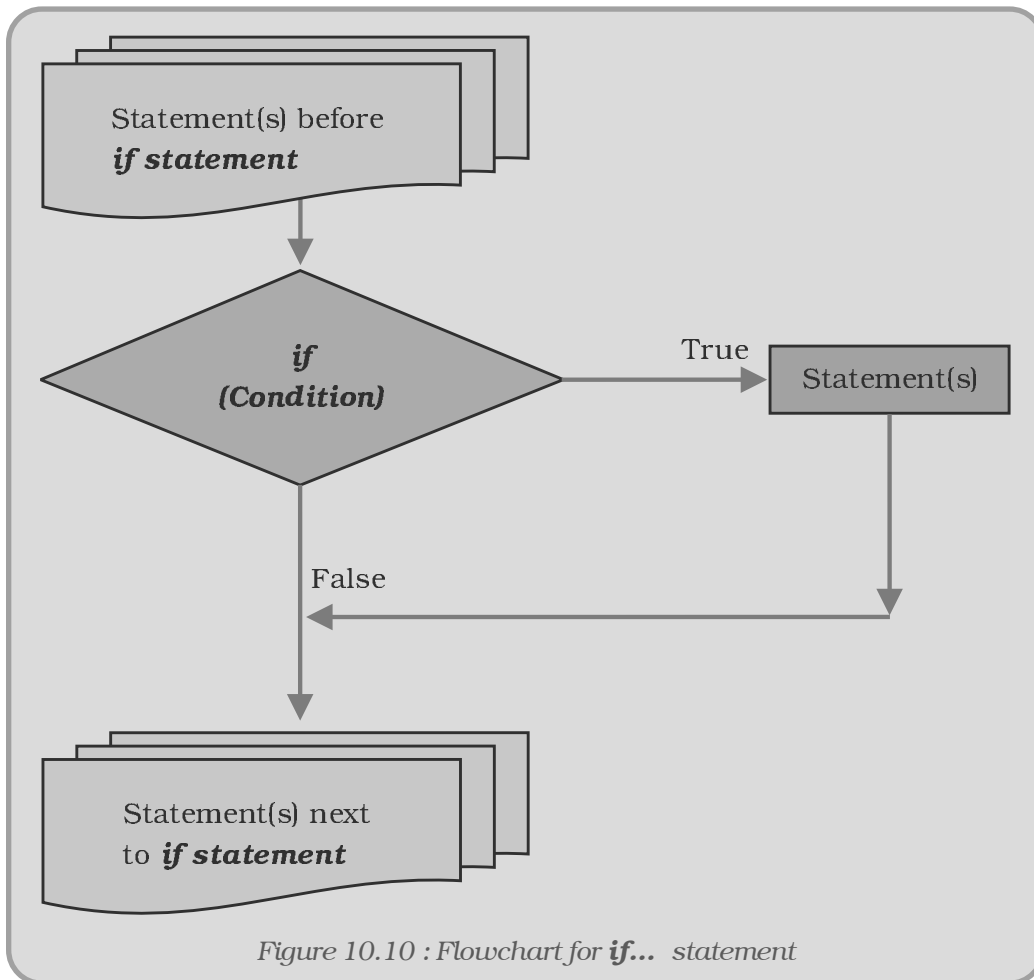 Statement(s) before
if statement
if
(Condition)
True
Statement(s)
False
Statement(s) next
to if statement
Figure 10.10 : Flowchart for if... statement